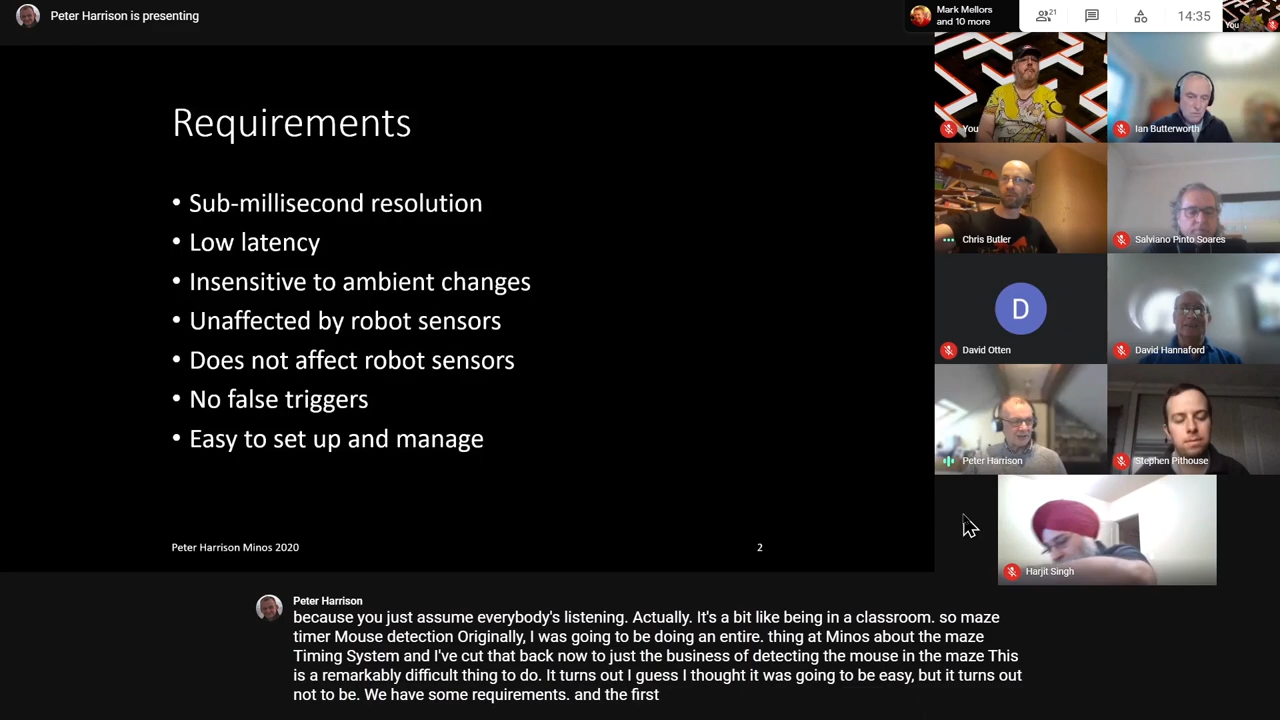 Peter Harrison is presenting
Mark Mellors
and 10 more
21
14:35
You
Requirements
• Sub-millisecond resolution
• Low latency
• Insensitive to ambient changes
• Unaffected by robot sensors
• Does not affect robot sensors
• No false triggers
• Easy to set up and manage
Peter Harrison Minos 2020
2
You
Ian Butterworth
Chris Butler
Salviano Pinto Soares
D
David Otten
David Hannaford
Peter Harrison
Stephen Pithouse
Harjit Singh
Peter Harrison
because you just assume everybody's listening. Actually. It's a bit like being in a classroom. so maze
timer Mouse detection Originally, I was going to be doing an entire. thing at Minos about the maze
Timing System and I've cut that back now to just the business of detecting the mouse in the maze This
is a remarkably difficult thing to do. It turns out I guess I thought it was going to be easy, but it turns out
not to be. We have some requirements. and the first